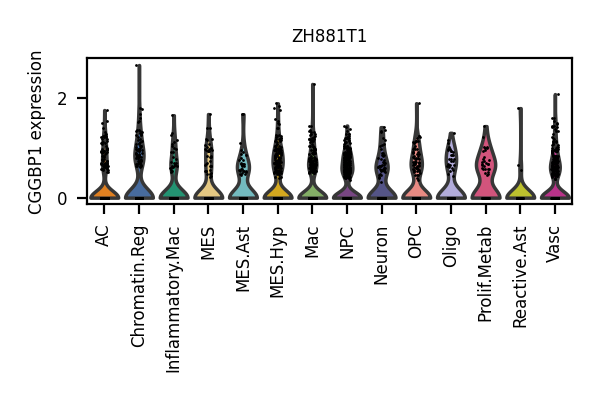 ZH881T1
CGGBP1 expression
2
0
AC
Chromatin.Reg
Inflammatory.Mac
MES
MES.Ast
MES.Hyp
Mac
NPC
Neuron
OPC
Oligo
Prolif.Metab
Reactive.Ast
Vasc